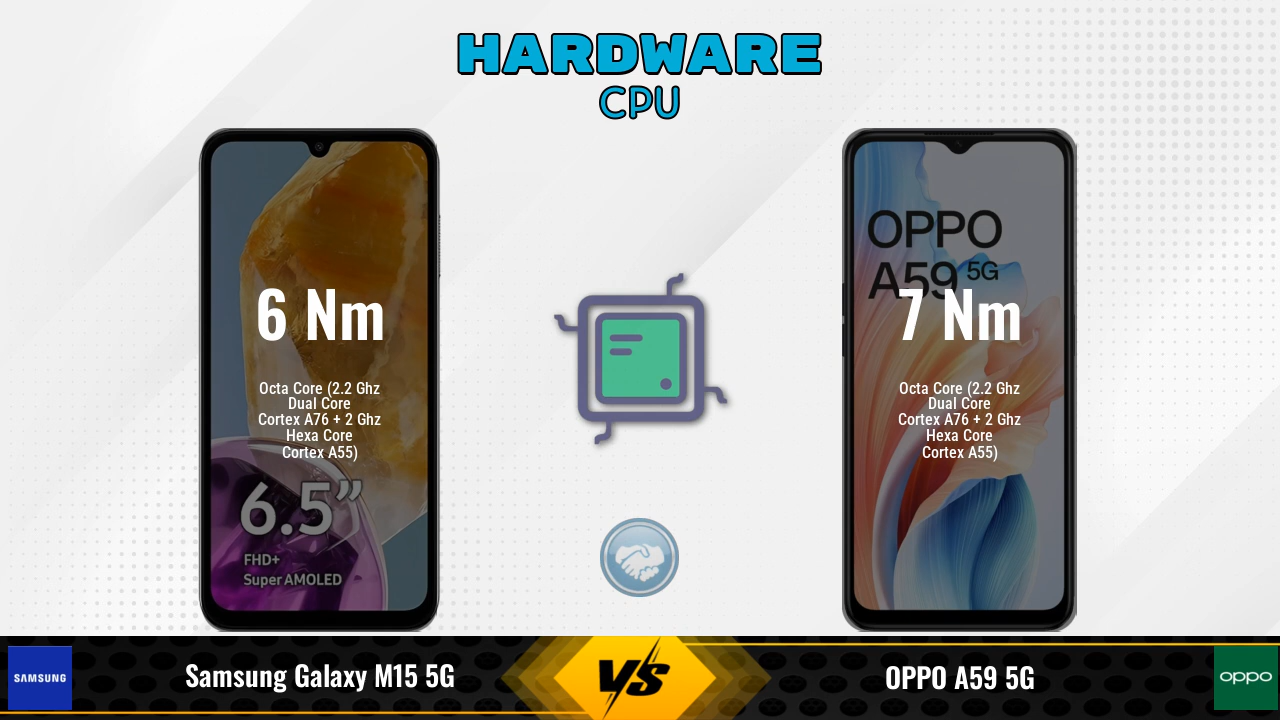 HARDWARE
CPU
6 Nm
Octa Core (2.2 Ghz
Dual Core
Cortex A76 + 2 Ghz
Hexa Core
Cortex A55)
6.5”
FHD+
Super AMOLED
OPPO
A59 5G
7 Nm
Octa Core (2.2 Ghz
Dual Core
Cortex A76 + 2 Ghz
Hexa Core
Cortex A55)
SAMSUNG
Samsung Galaxy M15 5G
VS
OPPO A59 5G
oppo